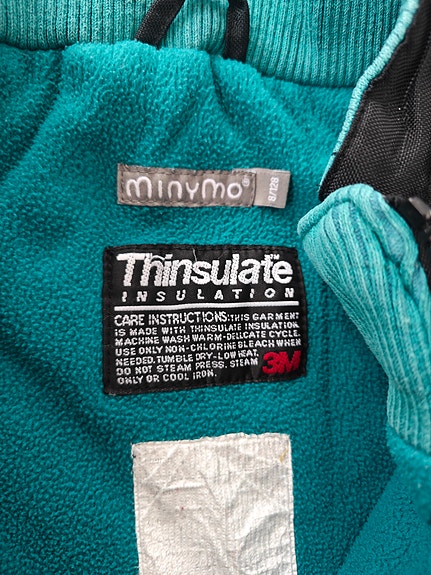 minymo®
8/128
Thinsulate™
INSULATION
CARE INSTRUCTIONS: THIS GARMENT
IS MADE WITH THINSULATE INSULATION.
MACHINE WASH WARM-DELICATE CYCLE.
USE ONLY NON-CHLORINE BLEACH WHEN
NEEDED. TUMBLE DRY-LOW HEAT.
DO NOT STEAM PRESS. STEAM
ONLY OR COOL IRON.
3M